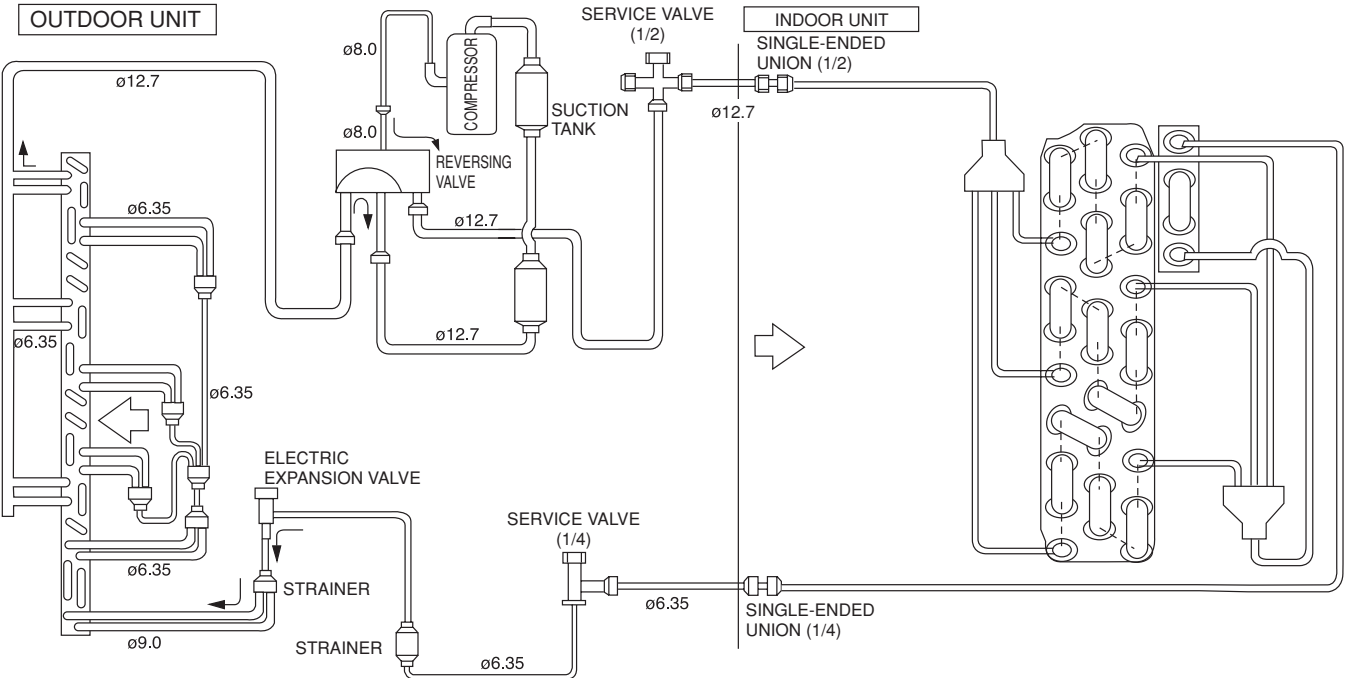 OUTDOOR UNIT
SERVICE VALVE
(1/2)
INDOOR UNIT
SINGLE-ENDED
UNION (1/2)
ø8.0
COMPRESSOR
ø12.7
SUCTION
TANK
ø12.7
ø8.0
REVERSING
VALVE
ø6.35
ø12.7
ø12.7
ø6.35
ø6.35
ELECTRIC
EXPANSION VALVE
SERVICE VALVE
(1/4)
ø6.35
STRAINER
ø6.35
SINGLE-ENDED
UNION (1/4)
ø9.0
STRAINER
ø6.35